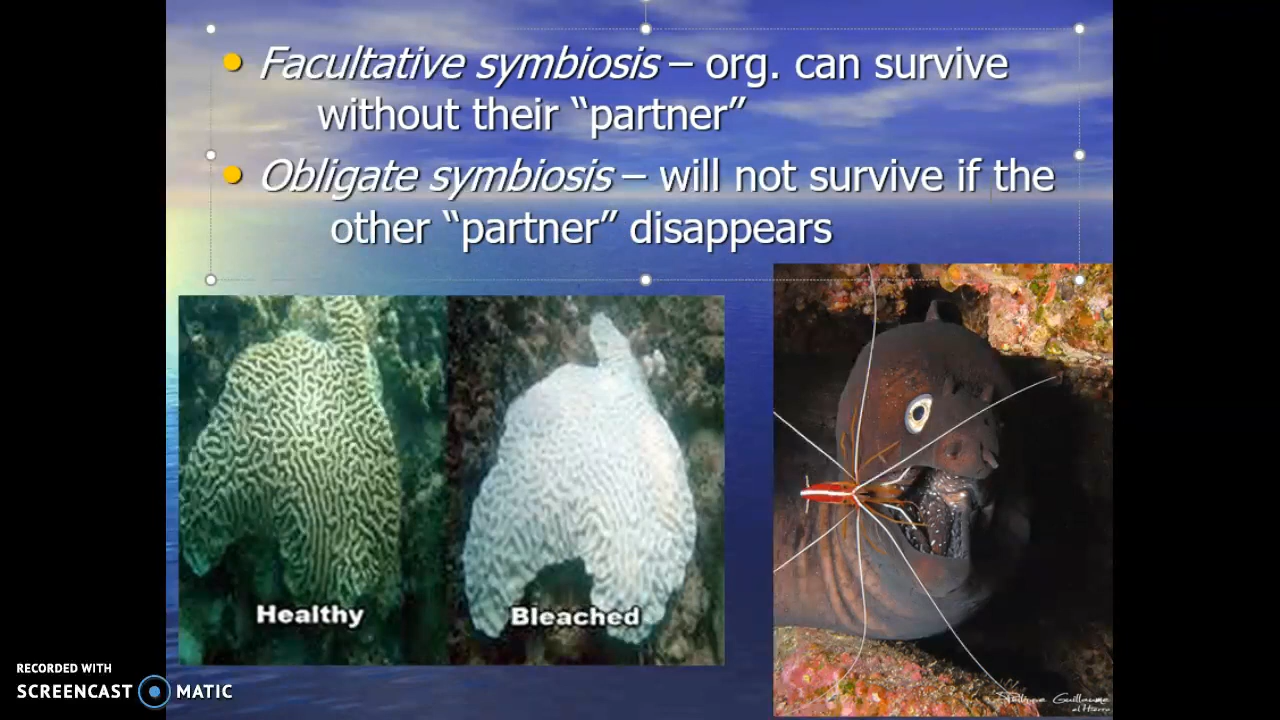 Facultative symbiosis – org. can survive
without their “partner”
Obligate symbiosis – will not survive if the
other “partner” disappears
Healthy
Bleached
RECORDED WITH
SCREENCAST MATIC